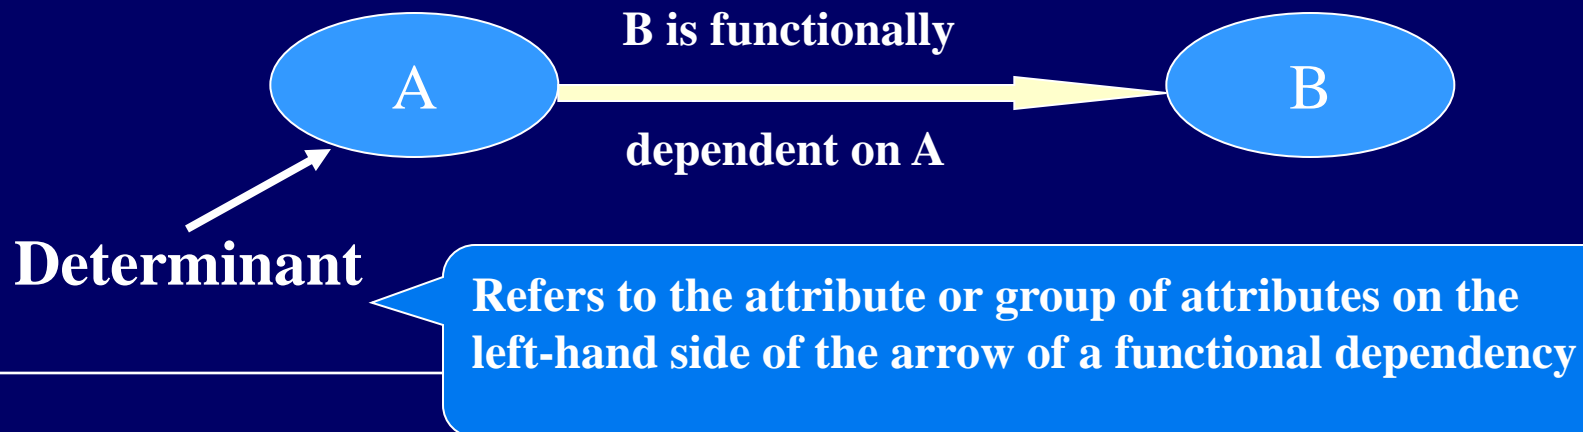 B is functionally
A
B
dependent on A
Determinant
Refers to the attribute or group of attributes on the
left-hand side of the arrow of a functional dependency